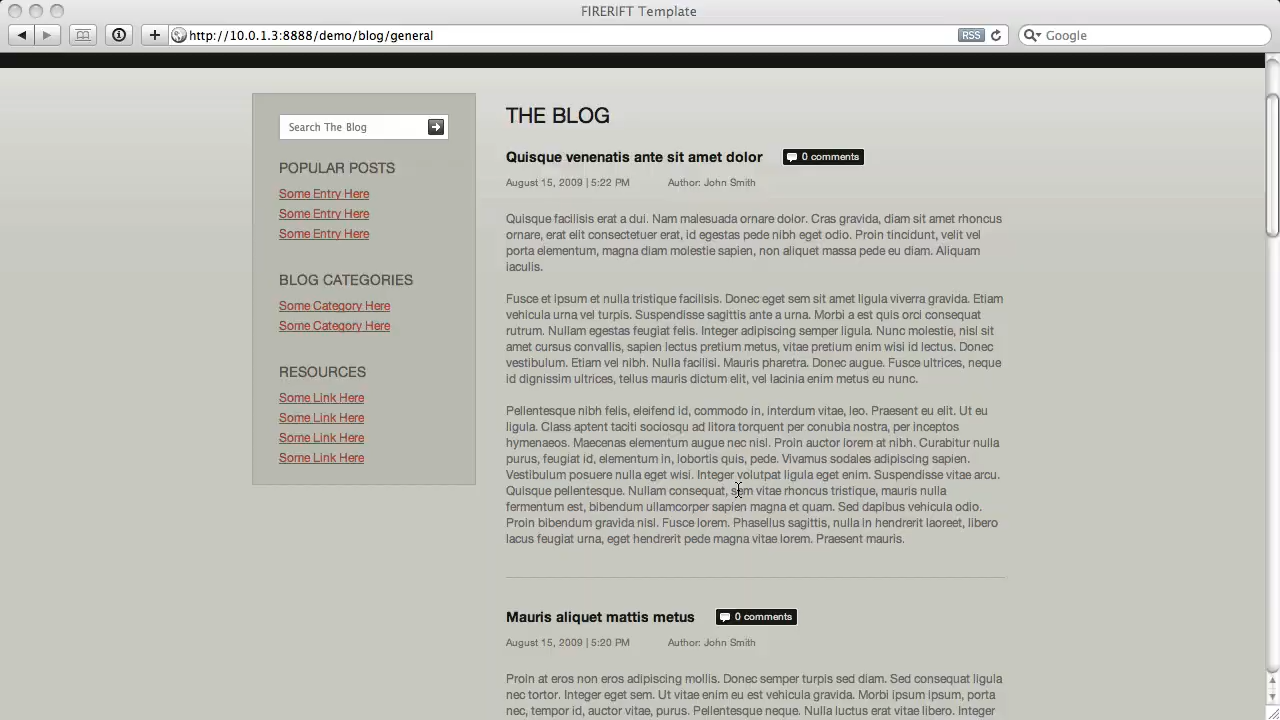 FIRERIFT Template
http://10.0.1.3:8888/demo/blog/general
RSS
Google
Search The Blog
POPULAR POSTS
Some Entry Here
Some Entry Here
Some Entry Here
BLOG CATEGORIES
Some Category Here
Some Category Here
RESOURCES
Some Link Here
Some Link Here
Some Link Here
Some Link Here
THE BLOG
Quisque venenatis ante sit amet dolor 0 comments
August 15, 2009 | 5:22 PM Author: John Smith
Quisque facilisis erat a dui. Nam malesuada ornare dolor. Cras gravida, diam sit amet rhoncus
ornare, erat elit consectetuer erat, id egestas pede nibh eget odio. Proin tincidunt, velit vel
porta elementum, magna diam molestie sapien, non aliquet massa pede eu diam. Aliquam
iaculis.
Fusce et ipsum et nulla tristique facilisis. Donec eget sem sit amet ligula viverra gravida. Etiam
vehicula urna vel turpis. Suspendisse sagittis ante a urna. Morbi a est quis orci consequat
rutrum. Nullam egestas feugiat felis. Integer adipiscing semper ligula. Nunc molestie, nisl sit
amet cursus convallis, sapien lectus pretium metus, vitae pretium enim wisi id lectus. Donec
vestibulum. Etiam vel nibh. Nulla facilisi. Mauris pharetra. Donec augue. Fusce ultrices, neque
id dignissim ultrices, tellus mauris dictum elit, vel lacinia enim metus eu nunc.
Pellentesque nibh felis, eleifend id, commodo in, interdum vitae, leo. Praesent eu elit. Ut eu
ligula. Class aptent taciti sociosqu ad litora torquent per conubia nostra, per inceptos
hymenaeos. Maecenas elementum augue nec nisl. Proin auctor lorem at nibh. Curabitur nulla
purus, feugiat id, elementum in, lobortis quis, pede. Vivamus sodales adipiscing sapien.
Vestibulum posuere nulla eget wisi. Integer volutpat ligula eget enim. Suspendisse vitae arcu.
Quisque pellentesque. Nullam consequat, sem vitae rhoncus tristique, mauris nulla
fermentum est, bibendum ullamcorper sapien magna et quam. Sed dapibus vehicula odio.
Proin bibendum gravida nisl. Fusce lorem. Phasellus sagittis, nulla in hendrerit laoreet, libero
lacus feugiat urna, eget hendrerit pede magna vitae lorem. Praesent mauris.
Mauris aliquet mattis metus 0 comments
August 15, 2009 | 5:20 PM Author: John Smith
Proin at eros non eros adipiscing mollis. Donec semper turpis sed diam. Sed consequat ligula
nec tortor. Integer eget sem. Ut vitae enim eu est vehicula gravida. Morbi ipsum ipsum, porta
nec, tempor id, auctor vitae, purus. Pellentesque neque. Nulla luctus erat vitae libero. Integer